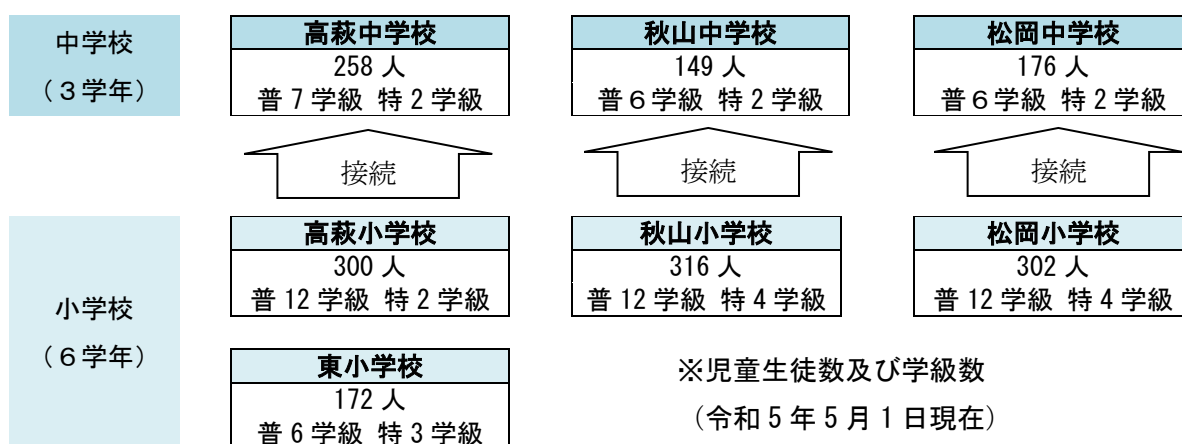 中学校
（３学年）
高萩中学校
258 人
普 7 学級 特 2 学級
秋山中学校
149 人
普６学級 特 2 学級
松岡中学校
176 人
普６学級 特 2 学級
接続
接続
接続
小学校
（６学年）
高萩小学校
300 人
普 12 学級 特 2 学級
秋山小学校
316 人
普 12 学級 特 4 学級
松岡小学校
302 人
普 12 学級 特 4 学級
東小学校
172 人
普 6 学級 特 3 学級
※児童生徒数及び学級数
（令和 5 年 5 月 1 日現在）